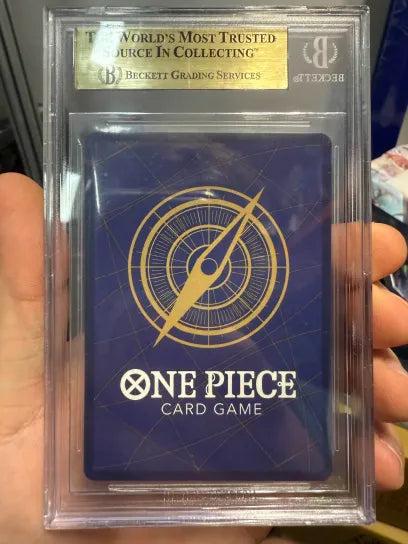 THE WORLD'S MOST TRUSTED
SOURCE IN COLLECTING™
B BECKETT GRADING SERVICES
B
BECKETT
ONE PIECE
CARD GAME